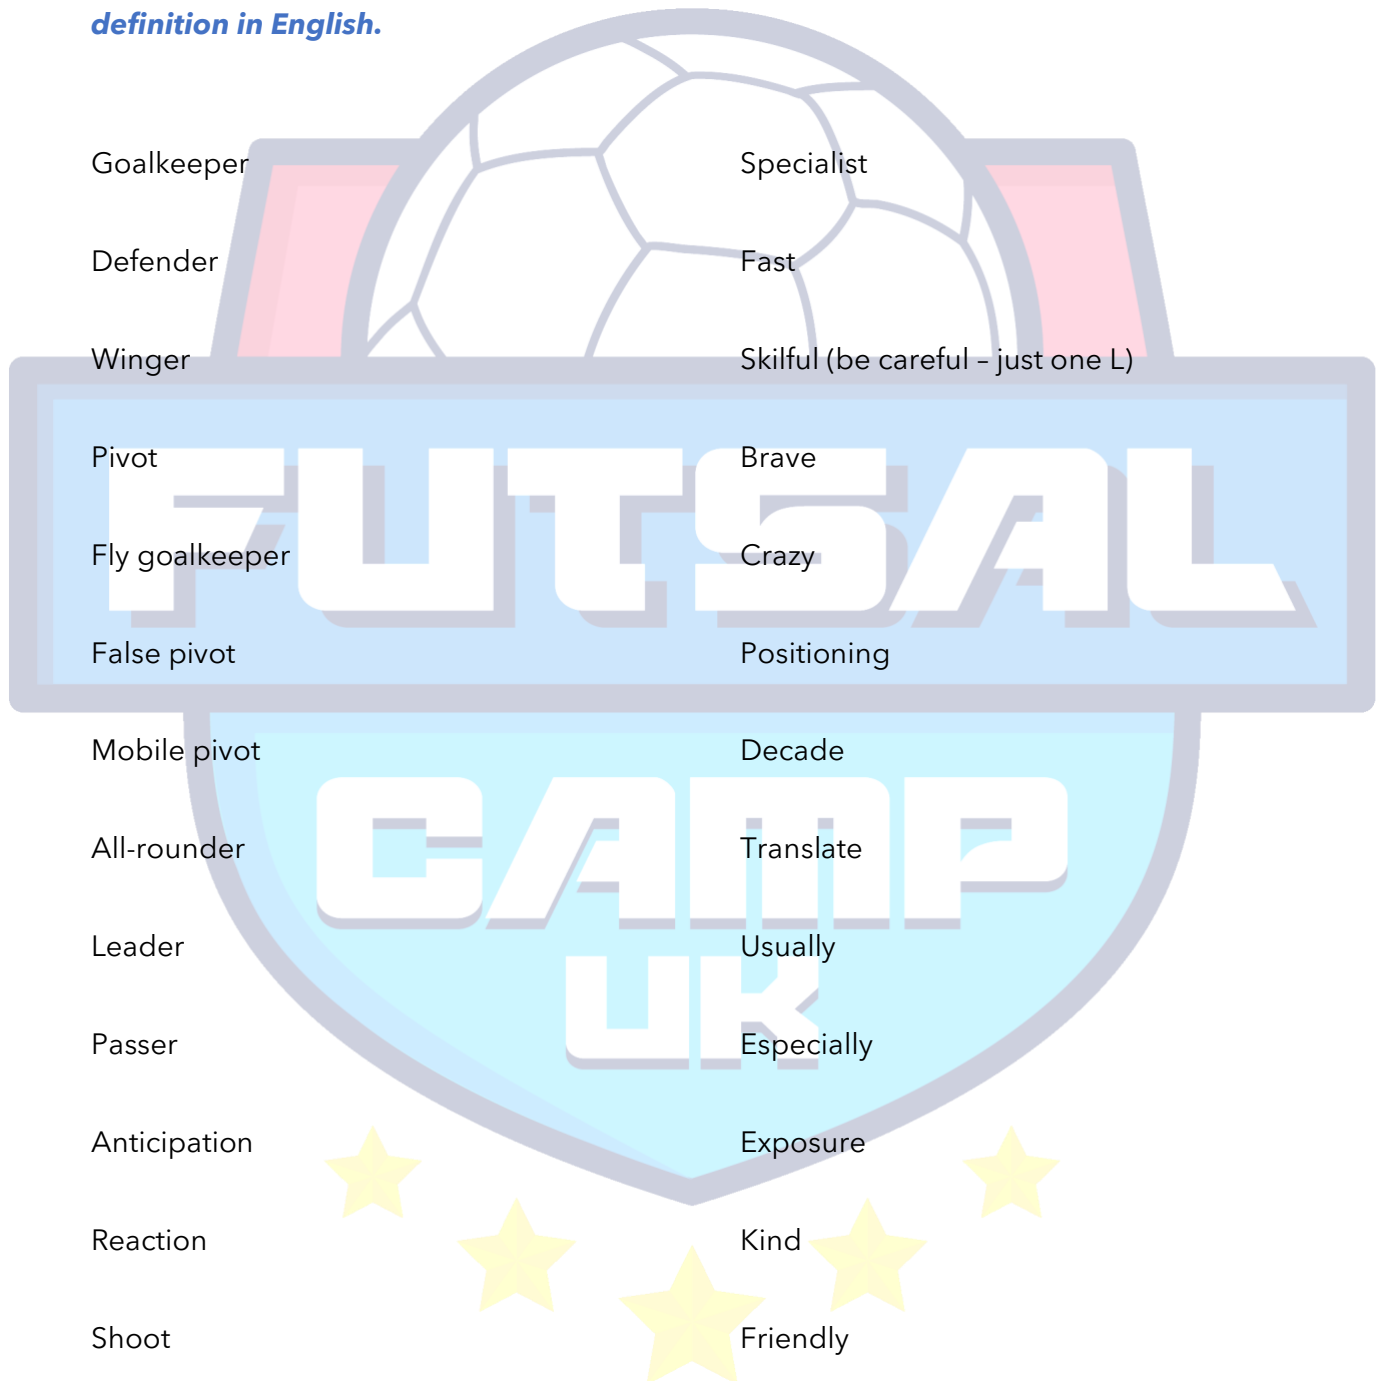 definition in English.
Goalkeeper
Defender
Winger
Pivot
Fly goalkeeper
False pivot
Mobile pivot
All-rounder
Leader
Passer
Anticipation
Reaction
Shoot
Specialist
Fast
Skilful (be careful – just one L)
Brave
Crazy
Positioning
Decade
Translate
Usually
Especially
Exposure
Kind
Friendly
FUTSAL
CAMP
UK